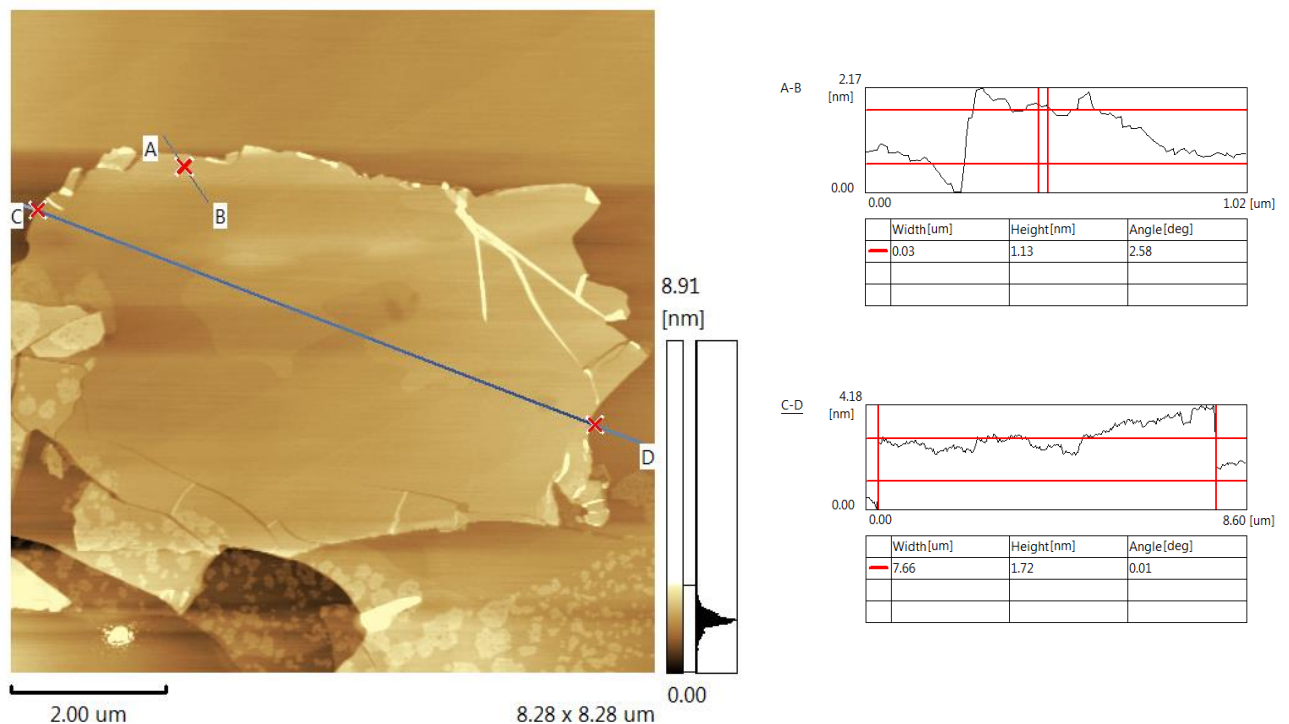 A
B
C
D
2.00 um
8.28 x 8.28 um
8.91
[nm]
0.00
A-B
2.17
[nm]
0.00
0.00 1.02 [um]
Width[um] Height[nm] Angle[deg]
0.03 1.13 2.58
C-D
4.18
[nm]
0.00
0.00 8.60 [um]
Width[um] Height[nm] Angle[deg]
7.66 1.72 0.01